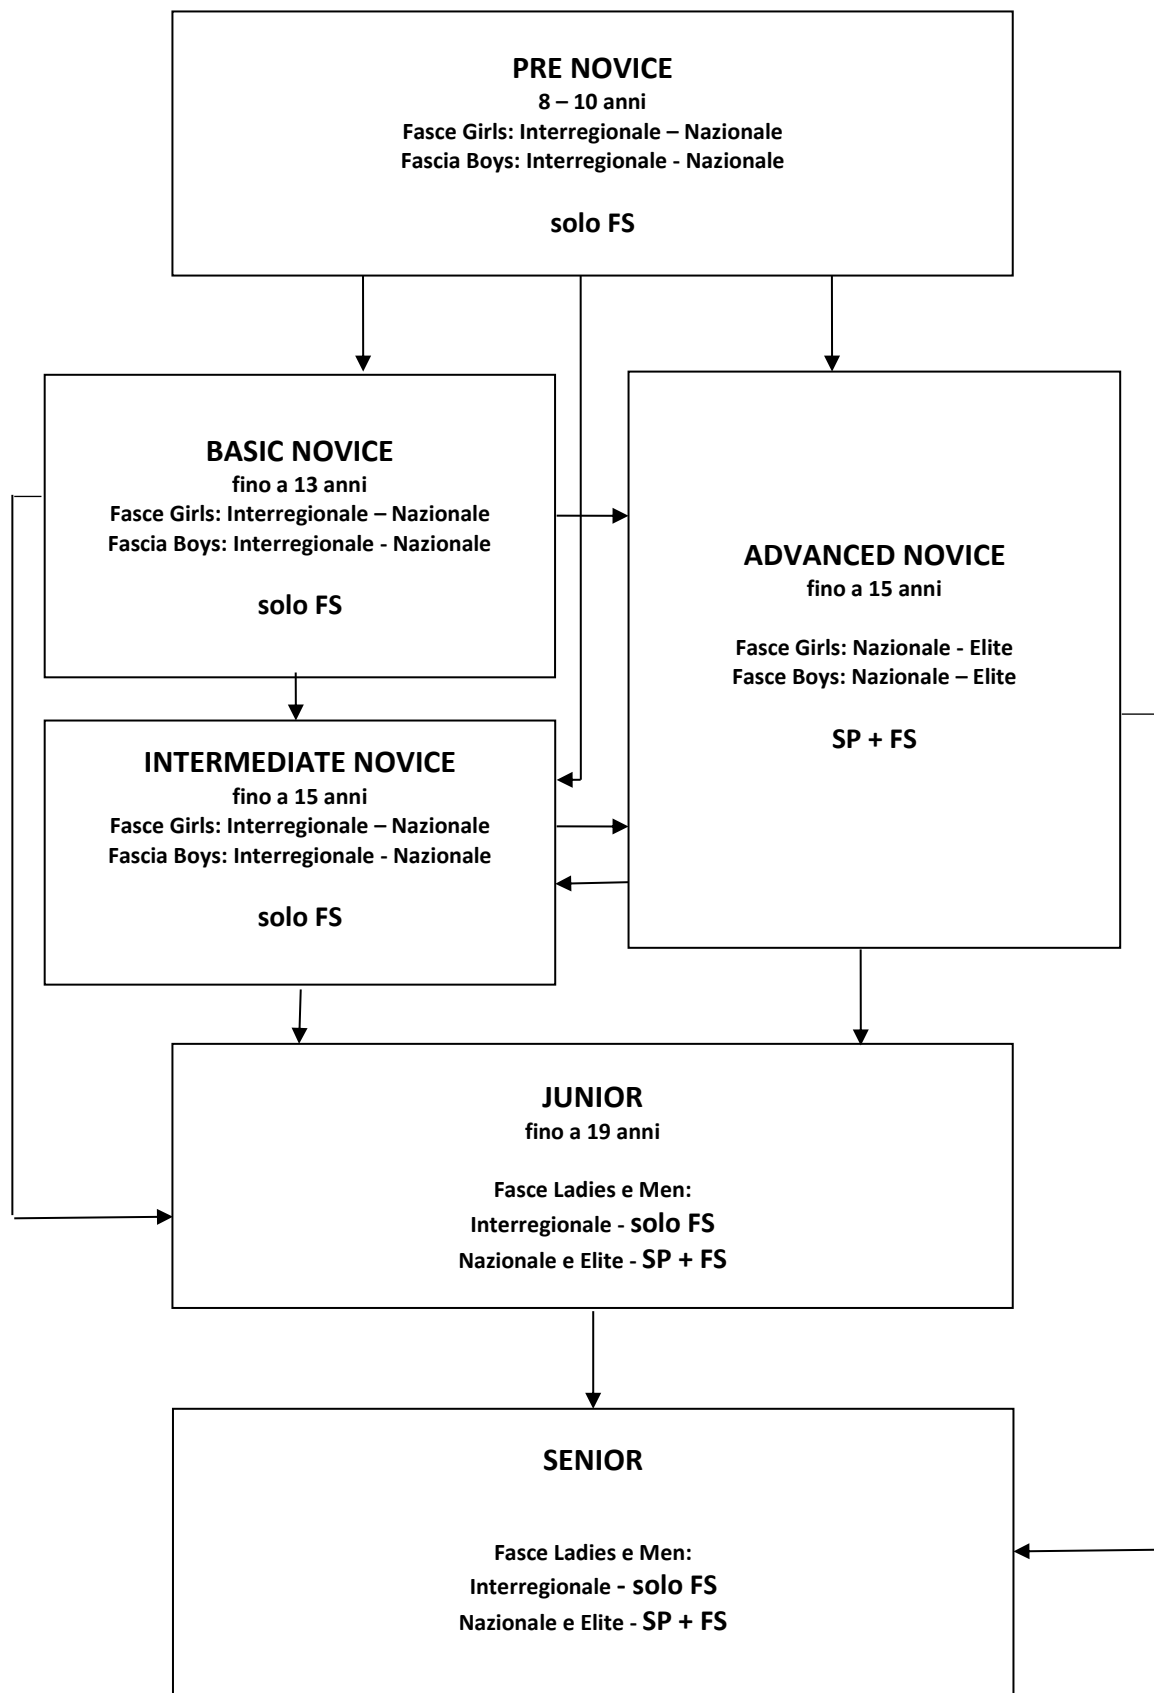 PRE NOVICE
8 – 10 anni
Fasce Girls: Interregionale – Nazionale
Fascia Boys: Interregionale - Nazionale
solo FS
BASIC NOVICE
fino a 13 anni
Fasce Girls: Interregionale – Nazionale
Fascia Boys: Interregionale - Nazionale
solo FS
ADVANCED NOVICE
fino a 15 anni
Fasce Girls: Nazionale - Elite
Fasce Boys: Nazionale – Elite
SP + FS
INTERMEDIATE NOVICE
fino a 15 anni
Fasce Girls: Interregionale – Nazionale
Fascia Boys: Interregionale - Nazionale
solo FS
JUNIOR
fino a 19 anni
Fasce Ladies e Men:
Interregionale - solo FS
Nazionale e Elite - SP + FS
SENIOR
Fasce Ladies e Men:
Interregionale - solo FS
Nazionale e Elite - SP + FS